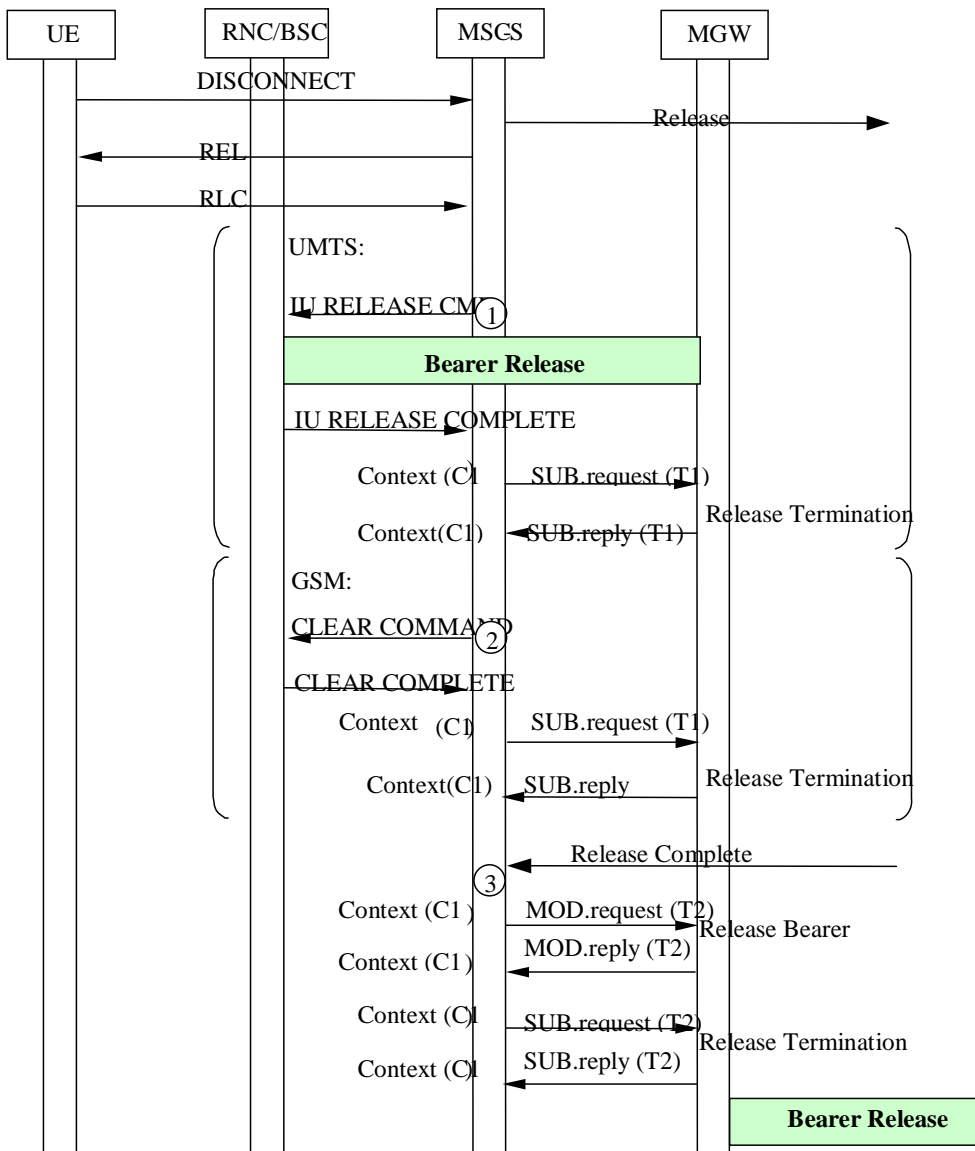 UE
RNC/BSC
MSC-S
MGW
DISCONNECT
Release
REL
RLC
UMTS:
IU RELEASE CM
1
Bearer Release
IU RELEASE COMPLETE
Context (C1
SUB.request (T1)
Context(C1)
SUB.reply (T1)
Release Termination
GSM:
CLEAR COMMAND
2
CLEAR COMPLETE
Context (C1)
SUB.request (T1)
Context(C1)
SUB.reply
Release Termination
Release Complete
3
Context (C1)
MOD.request (T2)
Release Bearer
Context (C1)
MOD.reply (T2)
Context (C1
SUB.request (T2)
Release Termination
Context (C1
SUB.reply (T2)
Bearer Release